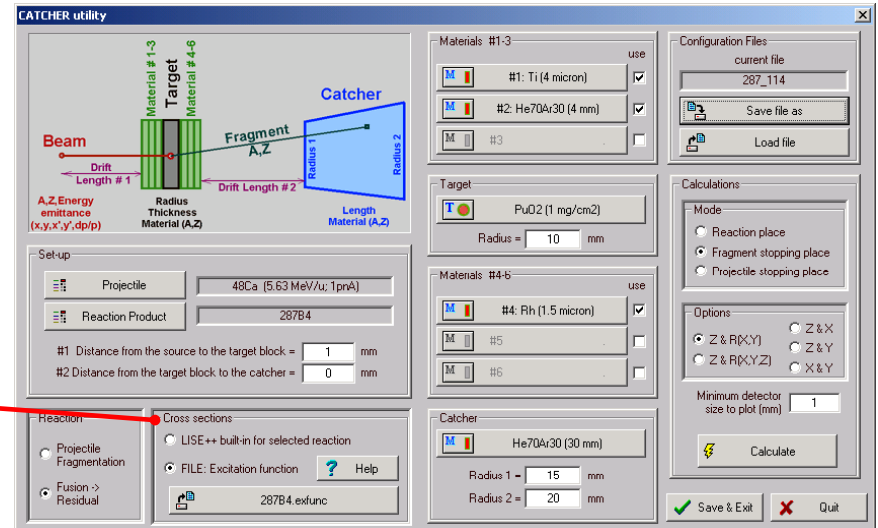 CATCHER utility
Material # 1-3
Target
Material # 4-6
Catcher
Beam
Fragment
A,Z
Radius 1
Radius 2
Drift
Length # 1
Drift Length # 2
A,Z,Energy
emittance
(x,y,x',y',dp/p)
Radius
Thickness
Material (A,Z)
Length
Material (A,Z)
Set-up
Projectile
48Ca (5.63 MeV/u; 1pnA)
Reaction Product
287B4
#1 Distance from the source to the target block = 1 mm
#2 Distance from the target block to the catcher = 0 mm
Reaction
Projectile
Fragmentation
Fusion ->
Residual
Cross sections
LISE++ built-in for selected reaction
FILE: Excitation function
? Help
287B4.exfunc
Materials #1-3
use
M #1: Ti (4 micron)
M #2: He70Ar30 (4 mm)
M #3 .
Target
T PuO2 (1 mg/cm2)
Radius = 10 mm
Materials #4-6
use
M #4: Rh (1.5 micron)
M #5 .
M #6 .
Catcher
M He70Ar30 (30 mm)
Radius 1 = 15 mm
Radius 2 = 20 mm
Configuration Files
current file
287_114
Save file as
Load file
Calculations
Mode
Reaction place
Fragment stopping place
Projectile stopping place
Options
Z & R(X,Y)
Z & R(X,Y,Z)
Z & X
Z & Y
X & Y
Minimum detector
size to plot (mm) 1
Calculate
Save & Exit
Quit